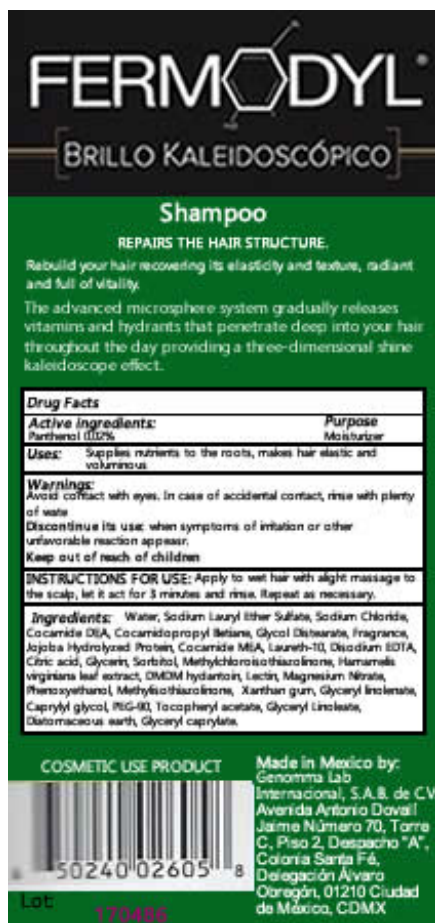 FERMODYL®
BRILLO KALEIDOSCÓPICO
Shampoo
REPAIRS THE HAIR STRUCTURE.
Rebuild your hair recovering its elasticity and texture, radiant
and full of vitality.
The advanced microsphere system gradually releases
vitamins and hydrants that penetrate deep into your hair
throughout the day providing a three-dimensional shine
kaleidoscope effect.
Drug Facts
Active ingredients: Purpose
Panthenol 0.02% Moisturizer
Uses: Supplies nutrients to the roots, makes hair elastic and
voluminous
Warnings:
Avoid contact with eyes. In case of accidental contact, rinse with plenty
of wate
Discontinue its use: when symptoms of irritation or other
unfavorable reaction appeasr.
Keep out of reach of children
INSTRUCTIONS FOR USE: Apply to wet hair with alight massage to
the scalp, let it act for 3 minutes and rinse. Repeat as necessary.
Ingredients: Water, Sodium Lauryl Ether Sulfate, Sodium Chloride,
Cocamide DEA, Cocamidopropyl Betiane, Glycol Distearate, Fragrance,
Jojoba Hydrolyzed Protein, Cocamide MEA, Laureth-10, Disodium EDTA,
Citric acid, Glycerin, Sorbitol, Methylchloroisothiazolinone, Hamamelis
virginiana leaf extract, DMDM hydantoin, Lectin, Magnesium Nitrate,
Phenoxyethanol, Methylisothiazolinone, Xanthan gum, Glyceryl linolenate,
Caprylyl glycol, PEG-90, Tocopheryl acetate, Glyceryl Linoleate,
Diatomaceous earth, Glyceryl caprylate.
COSMETIC USE PRODUCT
50240 02605 8
Lot:
170486
Made in Mexico by:
Genomma Lab
Internacional, S.A.B. de C.V
Avenida Antonio Dovalí
Jaime Número 70, Torre
C, Piso 2, Despacho "A",
Colonia Santa Fé,
Delegación Álvaro
Obregón, 01210 Ciudad
de México, CDMX